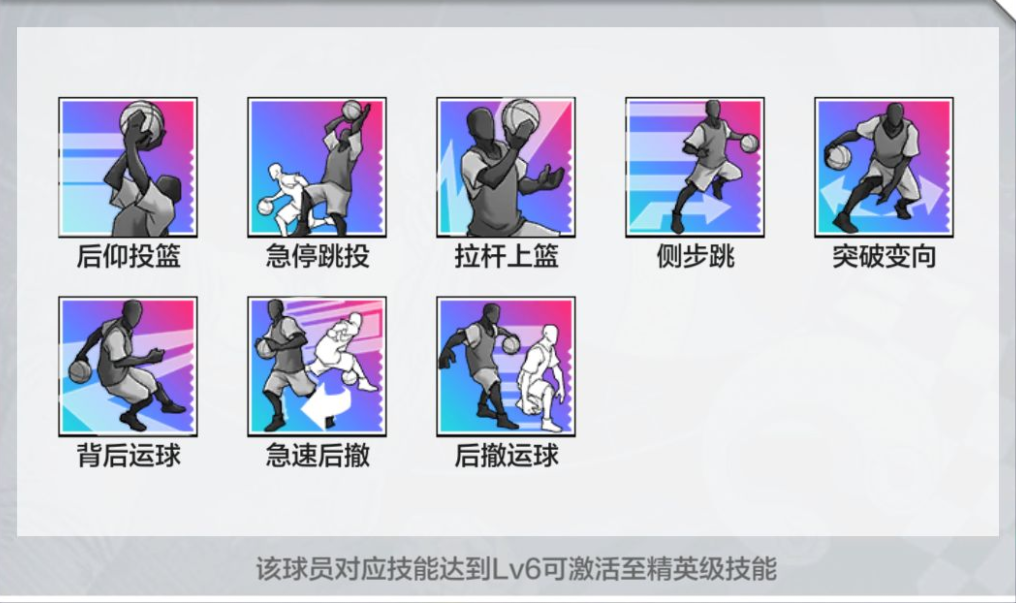 后仰投篮 急停跳投 拉杆上篮 侧步跳 突破变向
背后运球 急速后撤 后撤运球
该球员对应技能达到Lv6可激活至精英级技能